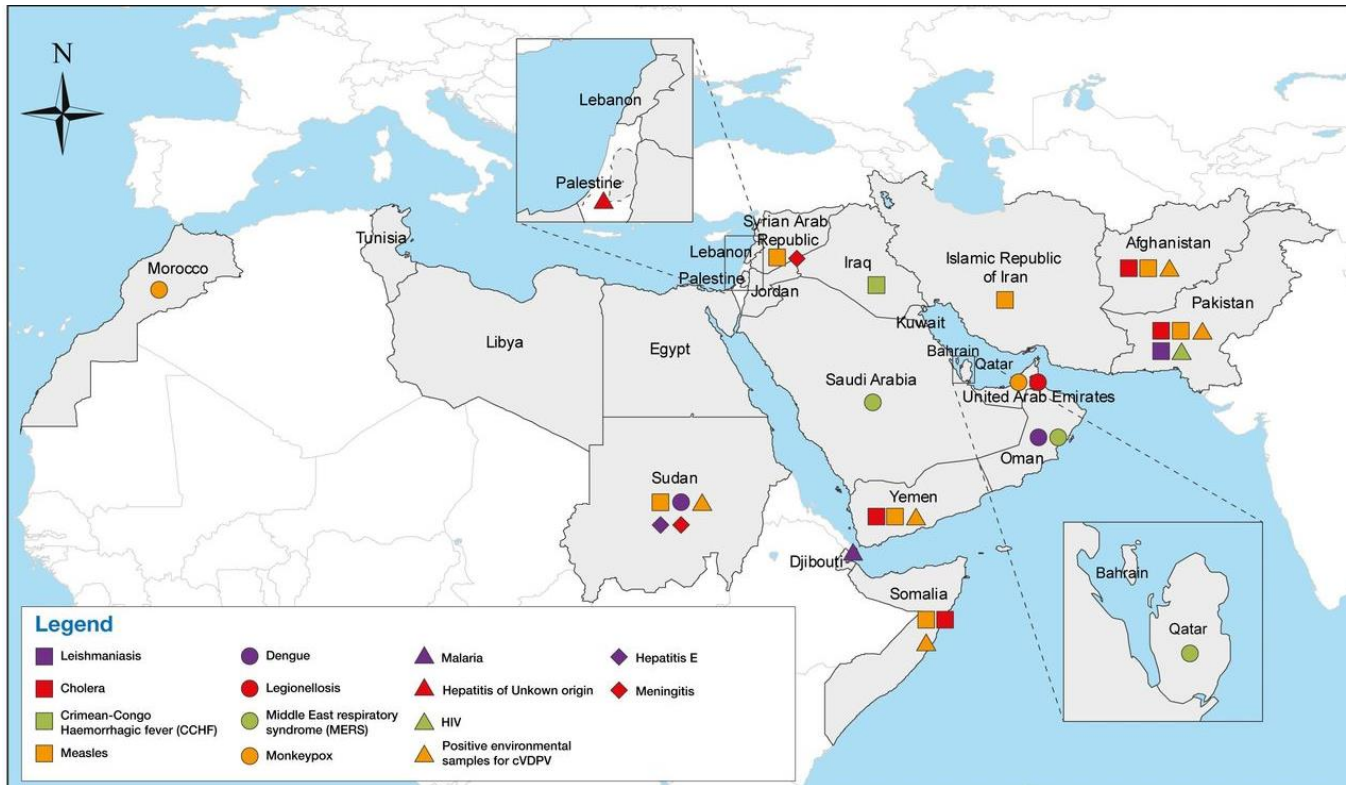 N
Lebanon
Palestine
Tunisia
Morocco
Syrian Arab
Republic
Lebanon
Palestine
Jordan
Iraq
Islamic Republic
of Iran
Afghanistan
Pakistan
Kuwait
Libya
Egypt
Saudi Arabia
Bahrain
Qatar
United Arab Emirates
Oman
Sudan
Yemen
Djibouti
Somalia
Bahrain
Qatar
Legend
Leishmaniasis
Cholera
Crimean-Congo
Haemorrhagic fever (CCHF)
Measles
Dengue
Legionellosis
Middle East respiratory
syndrome (MERS)
Monkeypox
Malaria
Hepatitis of Unkown origin
HIV
Positive environmental
samples for cVDPV
Hepatitis E
Meningitis